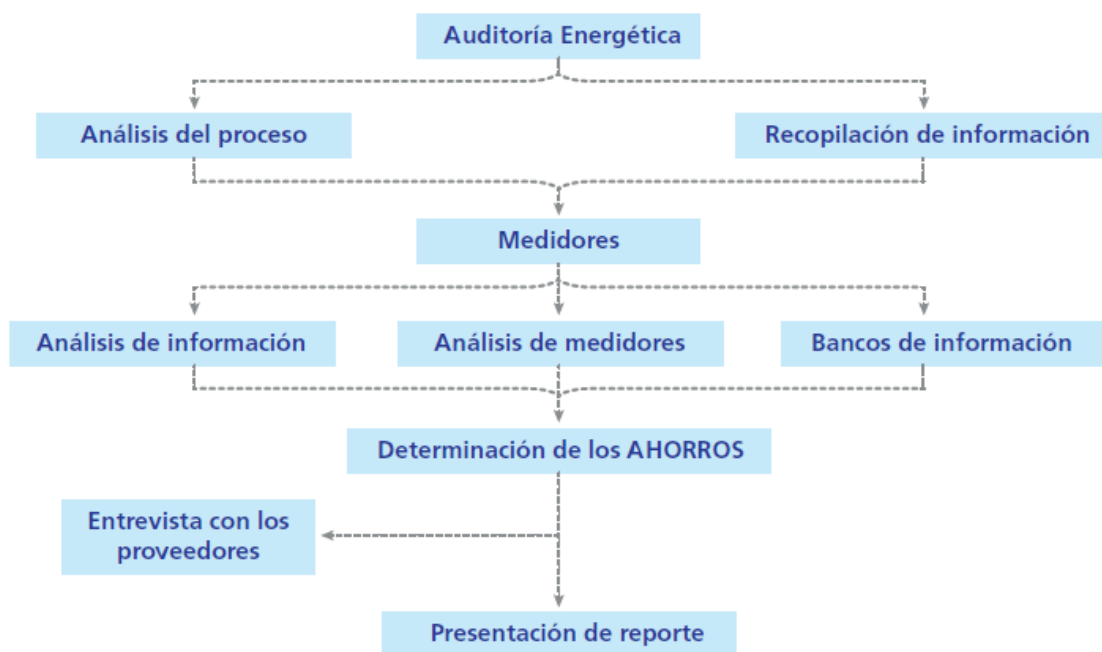 Auditoría Energética
Análisis del proceso
Recopilación de información
Medidores
Análisis de información
Análisis de medidores
Bancos de información
Determinación de los AHORROS
Entrevista con los
proveedores
Presentación de reporte